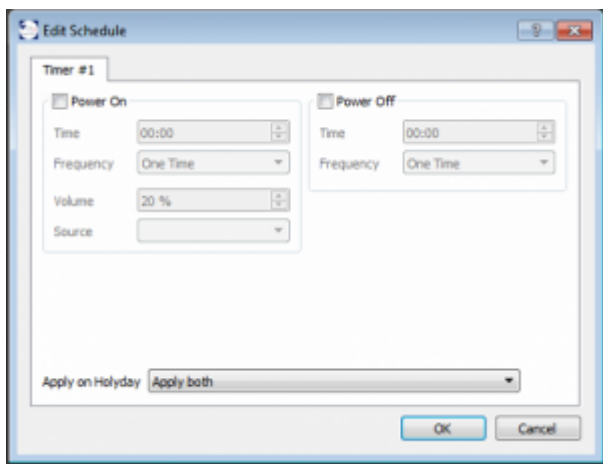 Edit Schedule
Timer #1
Power On
Time 00:00
Frequency One Time
Volume 20 %
Source
Power Off
Time 00:00
Frequency One Time
Apply on Holyday Apply both
OK Cancel